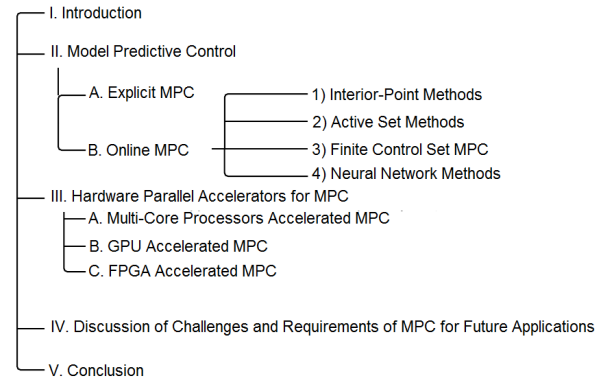 I. Introduction
II. Model Predictive Control
A. Explicit MPC
B. Online MPC
1) Interior-Point Methods
2) Active Set Methods
3) Finite Control Set MPC
4) Neural Network Methods
III. Hardware Parallel Accelerators for MPC
A. Multi-Core Processors Accelerated MPC
B. GPU Accelerated MPC
C. FPGA Accelerated MPC
IV. Discussion of Challenges and Requirements of MPC for Future Applications
V. Conclusion